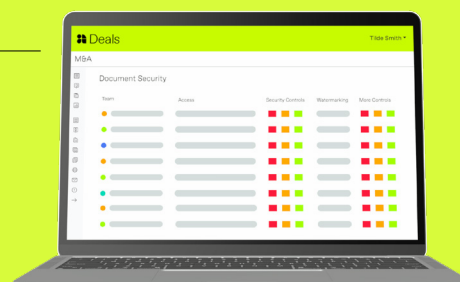 Deals
Tilde Smith
M&A
Document Security
Team Access Security Controls Watermarking More Controls